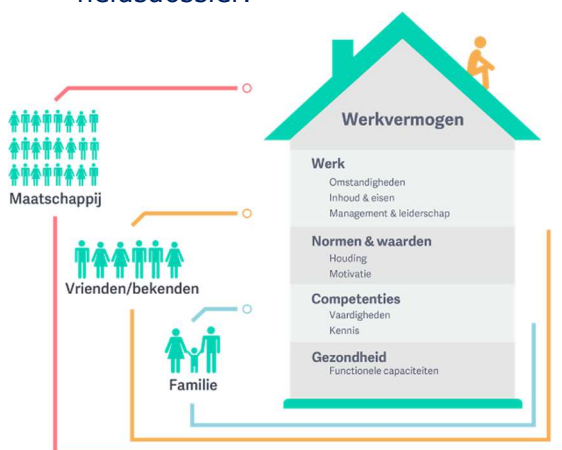 Werkvermogen
Werk
Omstandigheden
Inhoud & eisen
Management & leiderschap
Normen & waarden
Houding
Motivatie
Competenties
Vaardigheden
Kennis
Gezondheid
Functionele capaciteiten
Maatschappij
Vrienden/bekenden
Familie